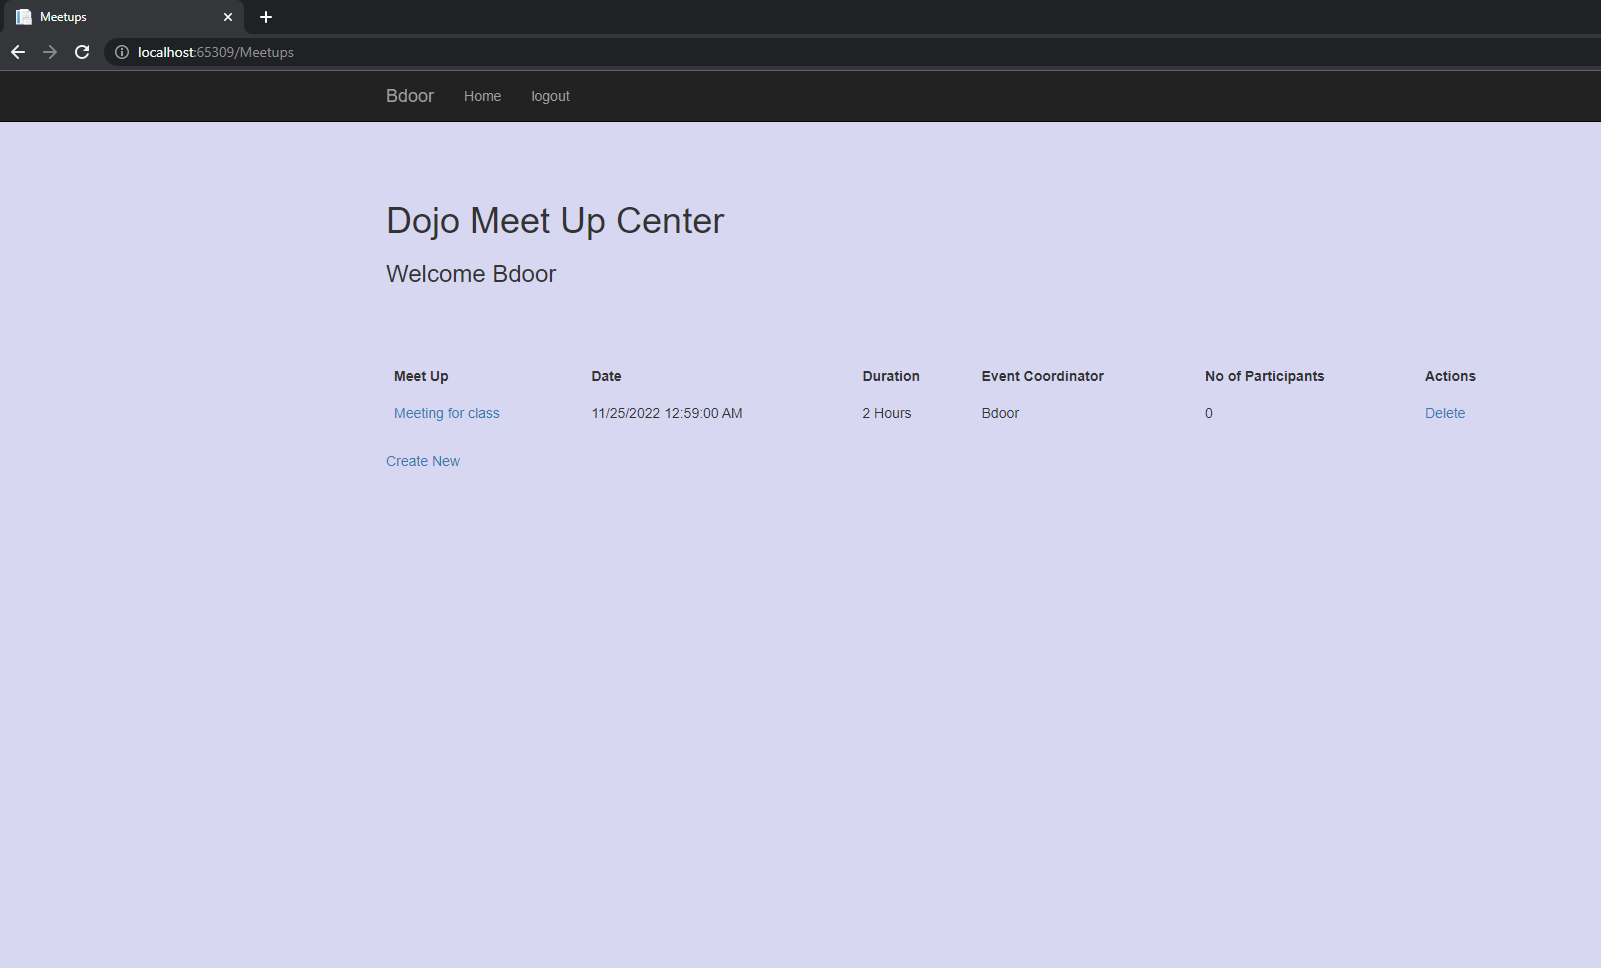 Meetups
localhost:65309/Meetups
Bdoor Home logout
Dojo Meet Up Center
Welcome Bdoor
Meet Up Date Duration Event Coordinator No of Participants Actions
Meeting for class 11/25/2022 12:59:00 AM 2 Hours Bdoor 0 Delete
Create New